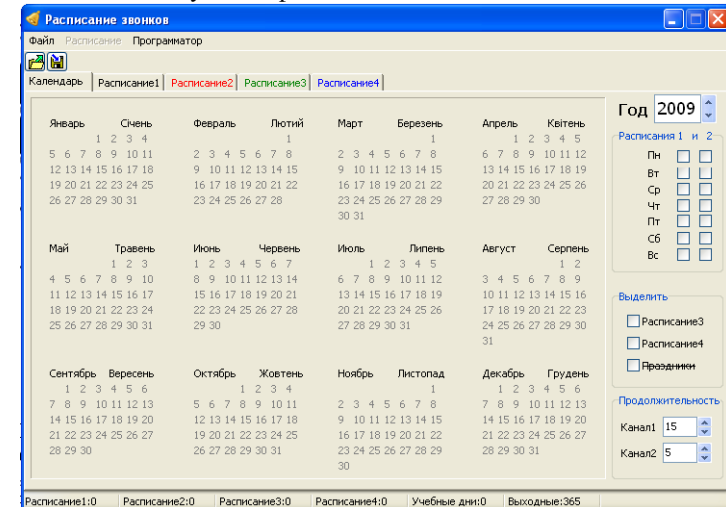 Расписание звонков
Файл Расписание Программатор
Календарь Расписание1 Расписание2 Расписание3 Расписание4
Год 2009
Январь Січень Февраль Лютий Март Березень Апрель Квітень
1 2 3 4 1 1 1 2 3 4 5
5 6 7 8 9 10 11 2 3 4 5 6 7 8 2 3 4 5 6 7 8 6 7 8 9 10 11 12
12 13 14 15 16 17 18 9 10 11 12 13 14 15 9 10 11 12 13 14 15 13 14 15 16 17 18 19
19 20 21 22 23 24 25 16 17 18 19 20 21 22 16 17 18 19 20 21 22 20 21 22 23 24 25 26
26 27 28 29 30 31 23 24 25 26 27 28 23 24 25 26 27 28 29 27 28 29 30
30 31
Май Травень Июнь Червень Июль Липень Август Серпень
1 2 3 1 2 3 4 5 6 7 1 2 3 4 5 1 2
4 5 6 7 8 9 10 8 9 10 11 12 13 14 6 7 8 9 10 11 12 3 4 5 6 7 8 9
11 12 13 14 15 16 17 15 16 17 18 19 20 21 13 14 15 16 17 18 19 10 11 12 13 14 15 16
18 19 20 21 22 23 24 22 23 24 25 26 27 28 20 21 22 23 24 25 26 17 18 19 20 21 22 23
25 26 27 28 29 30 31 29 30 27 28 29 30 31 24 25 26 27 28 29 30
31
Сентябрь Вересень Октябрь Жовтень Ноябрь Листопад Декабрь Грудень
1 2 3 4 5 6 1 2 3 4 1 1 2 3 4 5 6
7 8 9 10 11 12 13 5 6 7 8 9 10 11 2 3 4 5 6 7 8 7 8 9 10 11 12 13
14 15 16 17 18 19 20 12 13 14 15 16 17 18 9 10 11 12 13 14 15 14 15 16 17 18 19 20
21 22 23 24 25 26 27 19 20 21 22 23 24 25 16 17 18 19 20 21 22 21 22 23 24 25 26 27
28 29 30 26 27 28 29 30 31 23 24 25 26 27 28 29 28 29 30 31
30
Расписания 1 и 2
Пн
Вт
Ср
Чт
Пт
Сб
Вс
Выделить
Расписание3
Расписание4
Праздники
Продолжительность
Канал1 15
Канал2 5
Расписание1:0 Расписание2:0 Расписание3:0 Расписание4:0 Учебные дни:0 Выходные:365